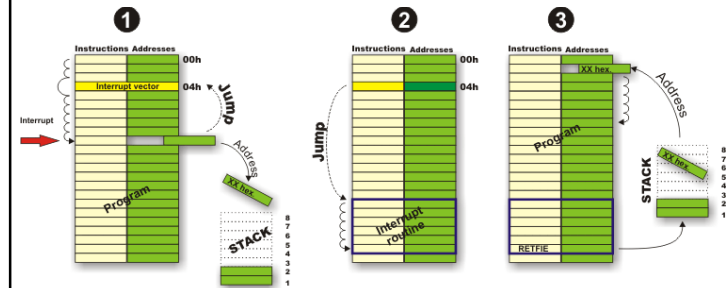 1
Instructions Addresses
00h
Interrupt vector
04h
Jump
Interrupt
Address
XX hex.
Program
STACK
8
7
6
5
4
3
2
1
2
Instructions Addresses
00h
04h
Jump
Interrupt
routine
3
Instructions Addresses
XX hex.
Address
Program
XX hex.
STACK
8
7
6
5
4
3
2
1
RETFIE